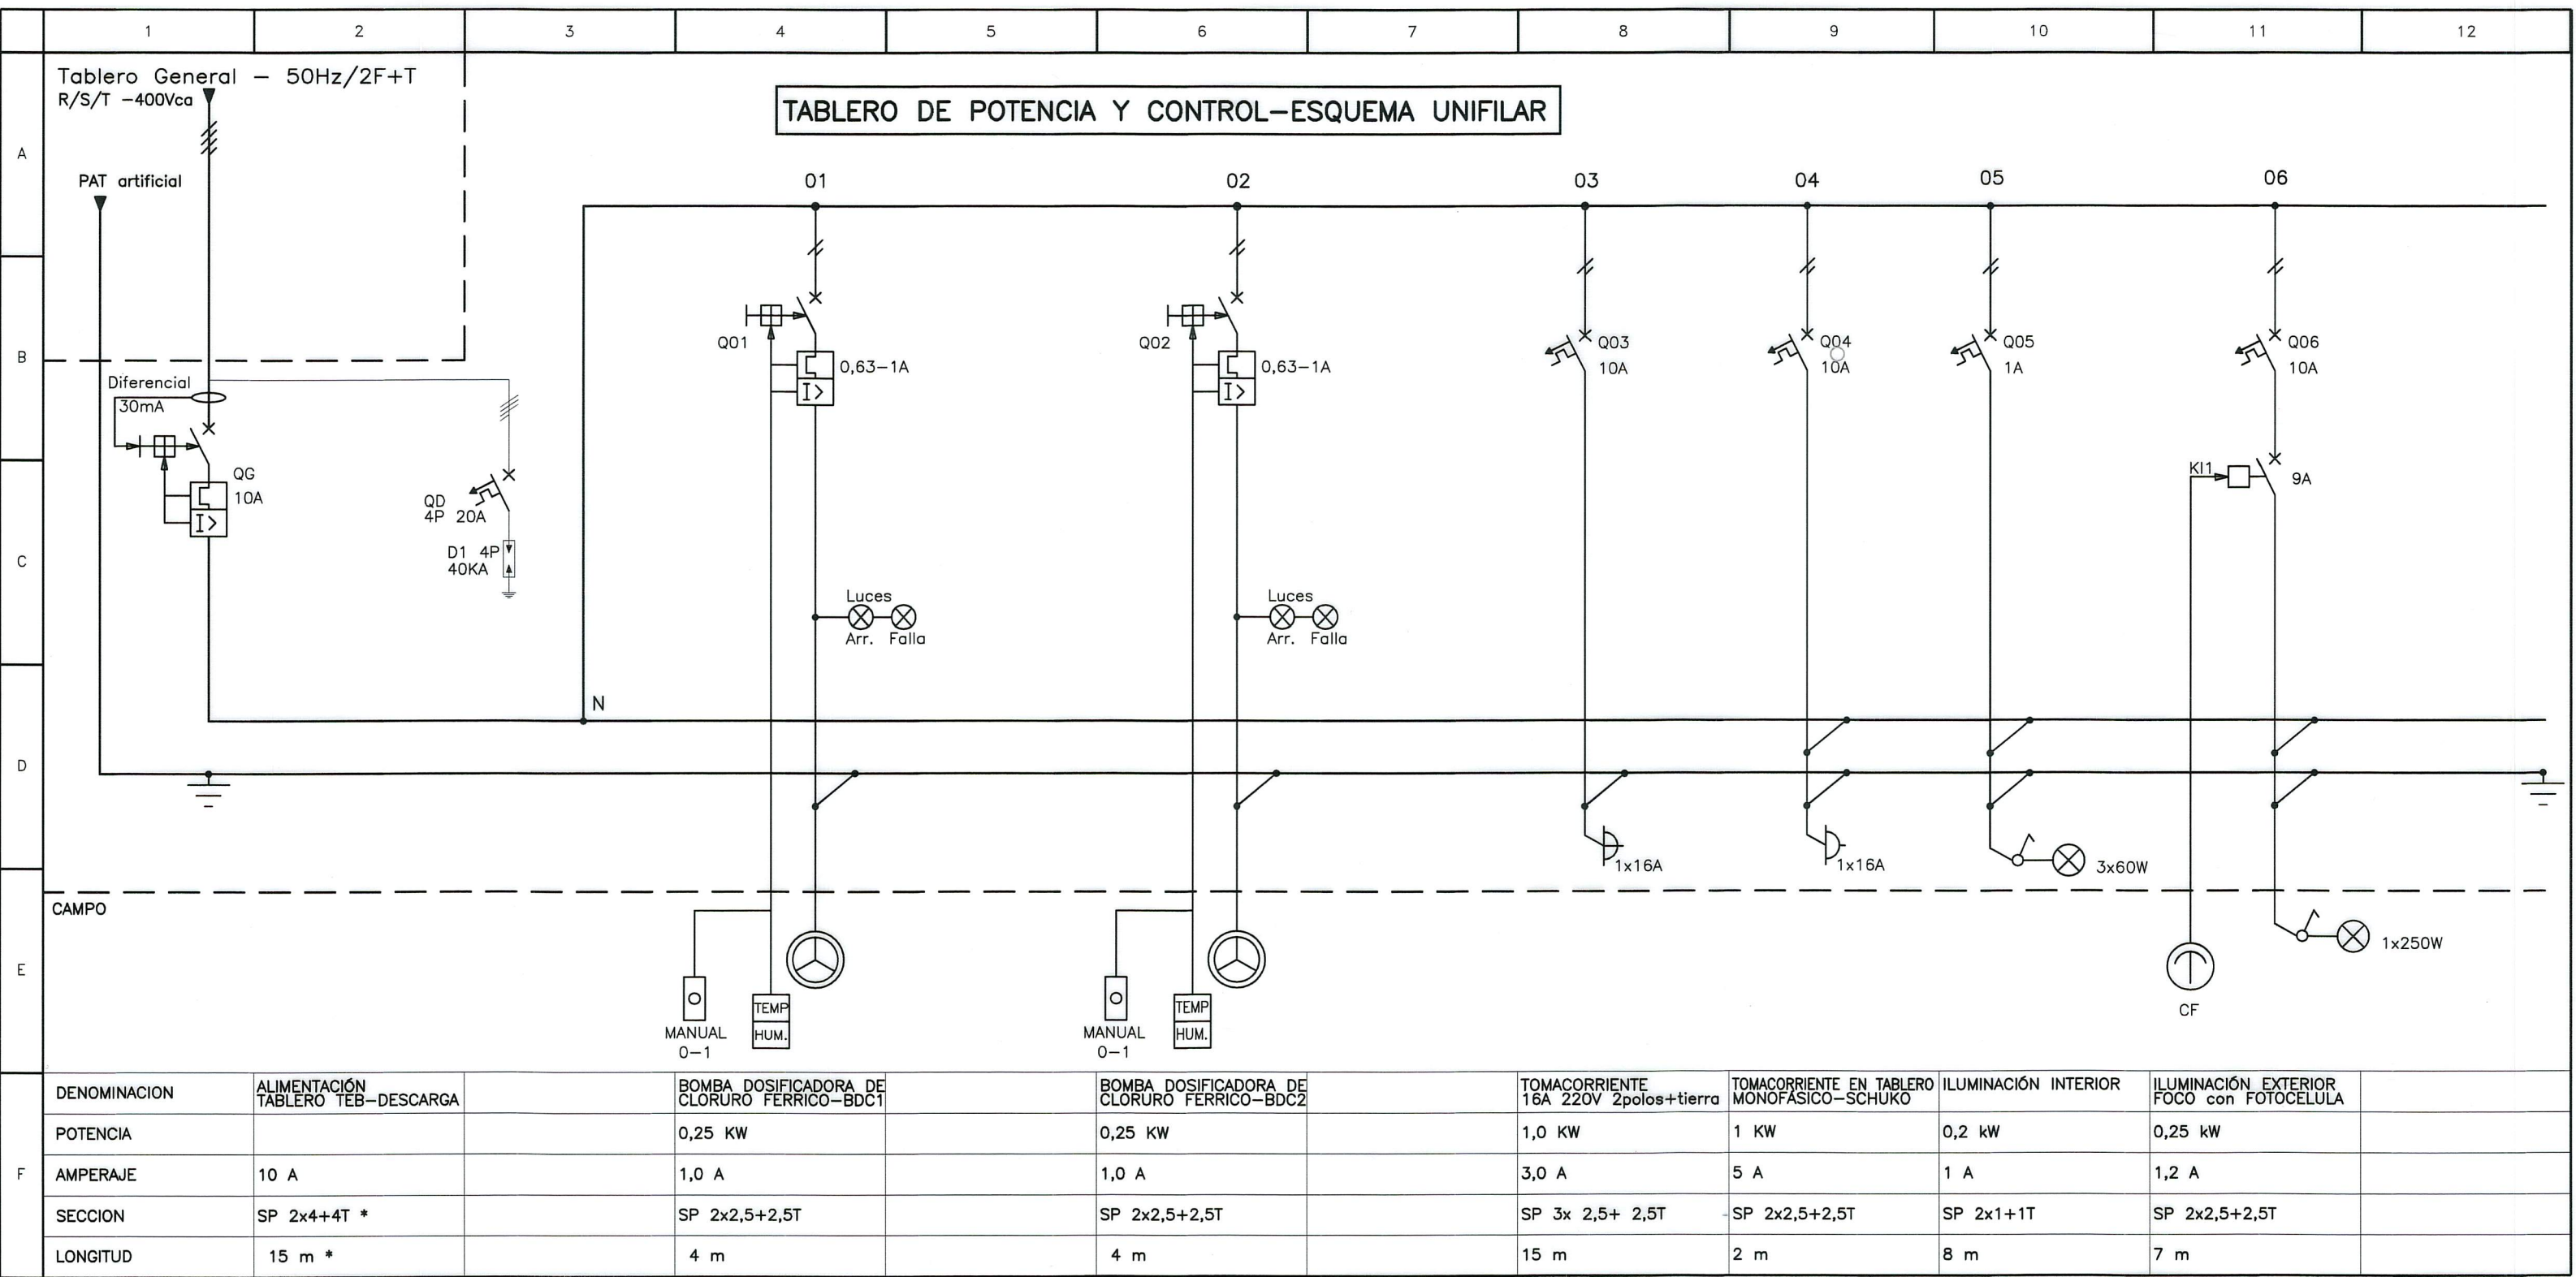 1 2 3 4 5 6 7 8 9 10 11 12
Tablero General - 50Hz/2F+T
R/S/T -400Vca
TABLERO DE POTENCIA Y CONTROL-ESQUEMA UNIFILAR
A
PAT artificial
01 02 03 04 05 06
B
Q01
0,63-1A
Q02
0,63-1A
Q03
10A
Q04
10A
Q05
1A
Q06
10A
Diferencial
30mA
QG
10A
QD
4P 20A
D1 4P
40KA
KI1
9A
C
Luces
Arr. Falla
Luces
Arr. Falla
N
D
1x16A
1x16A
3x60W
CAMPO
E
1x250W
MANUAL
0-1
TEMP
HUM.
MANUAL
0-1
TEMP
HUM.
CF
F
DENOMINACION
ALIMENTACIÓN
TABLERO TEB-DESCARGA
BOMBA DOSIFICADORA DE
CLORURO FERRICO-BDC1
BOMBA DOSIFICADORA DE
CLORURO FERRICO-BDC2
TOMACORRIENTE
16A 220V 2polos+tierra
TOMACORRIENTE EN TABLERO
MONOFÁSICO-SCHUKO
ILUMINACIÓN INTERIOR
ILUMINACIÓN EXTERIOR
FOCO con FOTOCELULA
POTENCIA 0,25 KW 0,25 KW 1,0 KW 1 KW 0,2 kW 0,25 kW
AMPERAJE 10 A 1,0 A 1,0 A 3,0 A 5 A 1 A 1,2 A
SECCION SP 2x4+4T * SP 2x2,5+2,5T SP 2x2,5+2,5T SP 3x 2,5+ 2,5T SP 2x2,5+2,5T SP 2x1+1T SP 2x2,5+2,5T
LONGITUD 15 m * 4 m 4 m 15 m 2 m 8 m 7 m